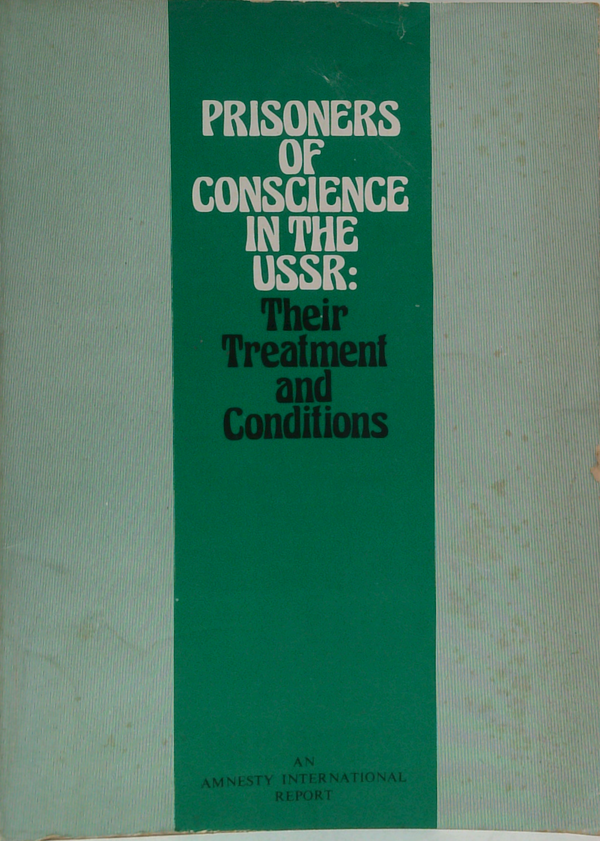 PRISONERS
OF
CONSCIENCE
IN THE
USSR:
Their
Treatment
and
Conditions
AN
AMNESTY INTERNATIONAL
REPORT